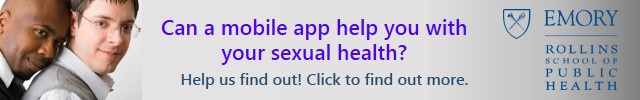 Can a mobile app help you with
your sexual health?
Help us find out! Click to find out more.
EMORY
ROLLINS
SCHOOL OF
PUBLIC
HEALTH